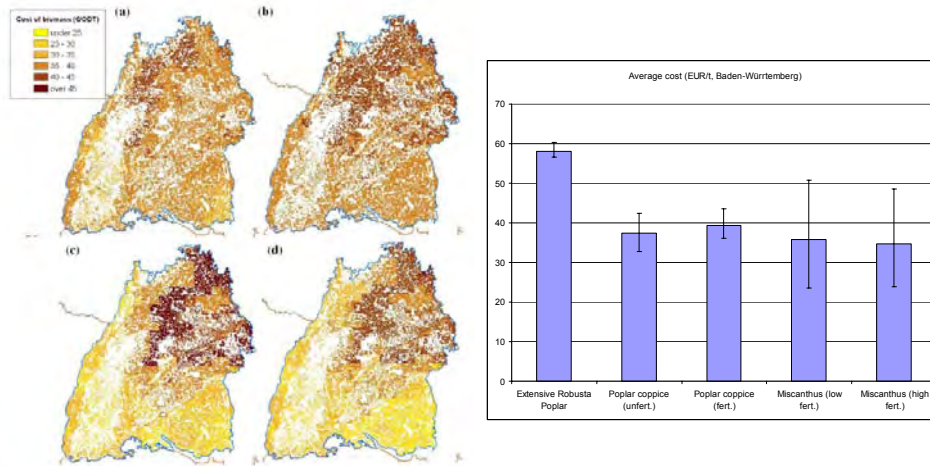 Cost of biomass (€/ODT)
under 25
25 - 30
30 - 35
35 - 40
40 - 45
over 45
(a)
(b)
(c)
(d)
Average cost (EUR/t, Baden-Würrtemberg)
70
60
50
40
30
20
10
0
Extensive Robusta
Poplar
Poplar coppice
(unfert.)
Poplar coppice
(fert.)
Miscanthus (low
fert.)
Miscanthus (high
fert.)